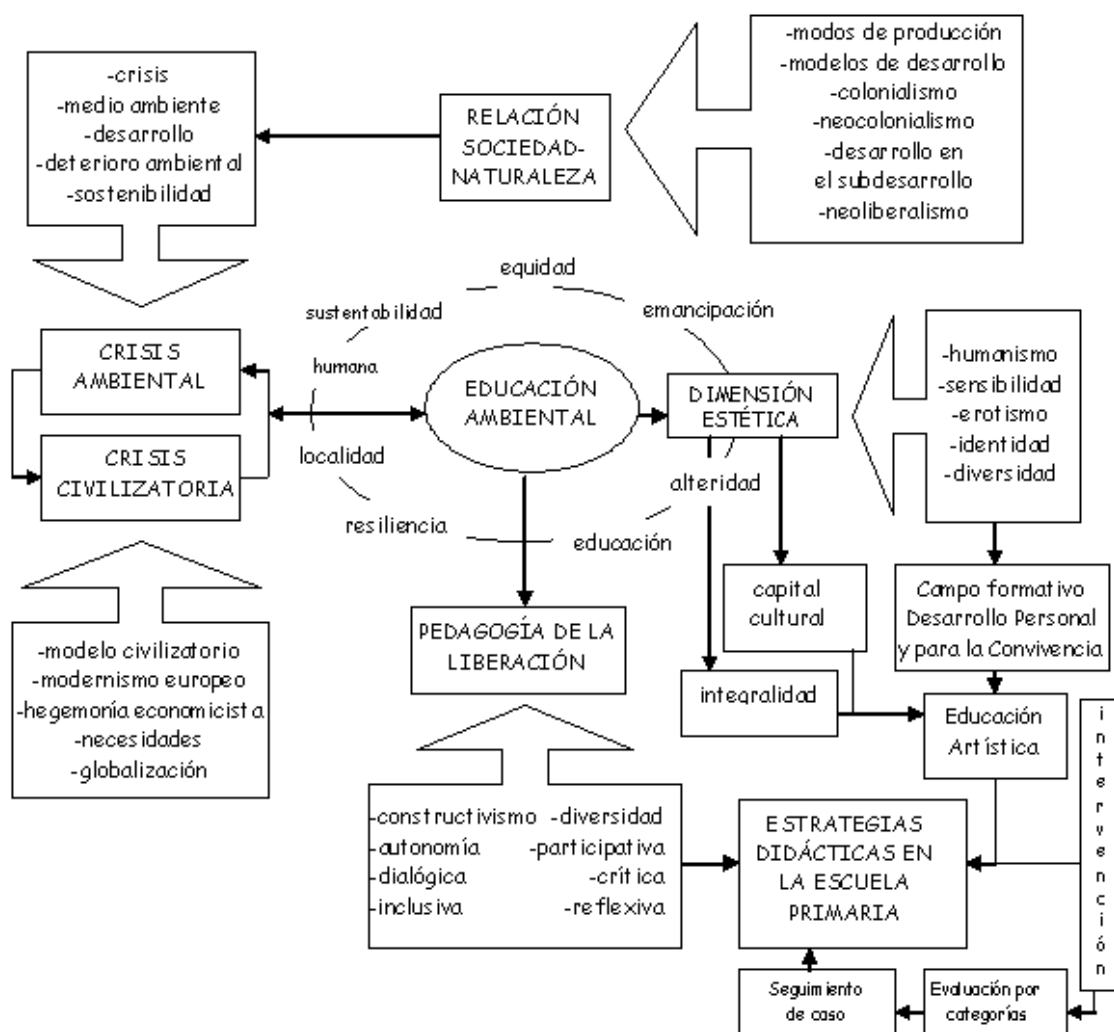 -crisis
-medio ambiente
-desarrollo
-deterioro ambiental
-sostenibilidad
RELACIÓN
SOCIEDAD-
NATURALEZA
-modos de producción
-modelos de desarrollo
-colonialismo
-neocolonialismo
-desarrollo en
el subdesarrollo
-neoliberalismo
equidad
sustentabilidad
emancipación
humana
localidad
resiliencia
educación
alteridad
CRISIS
AMBIENTAL
CRISIS
CIVILIZATORIA
EDUCACIÓN
AMBIENTAL
DIMENSIÓN
ESTÉTICA
-humanismo
-sensibilidad
-erotismo
-identidad
-diversidad
-modelo civilizatorio
-modernismo europeo
-hegemonía economicista
-necesidades
-globalización
PEDAGOGÍA DE LA
LIBERACIÓN
capital
cultural
integralidad
Campo formativo
Desarrollo Personal
y para la Convivencia
Educación
Artística
intervención
-constructivismo -diversidad
-autonomía -participativa
-dialógica -crítica
-inclusiva -reflexiva
ESTRATEGIAS
DIDÁCTICAS EN
LA ESCUELA
PRIMARIA
Seguimiento
de caso
Evaluación por
categorías